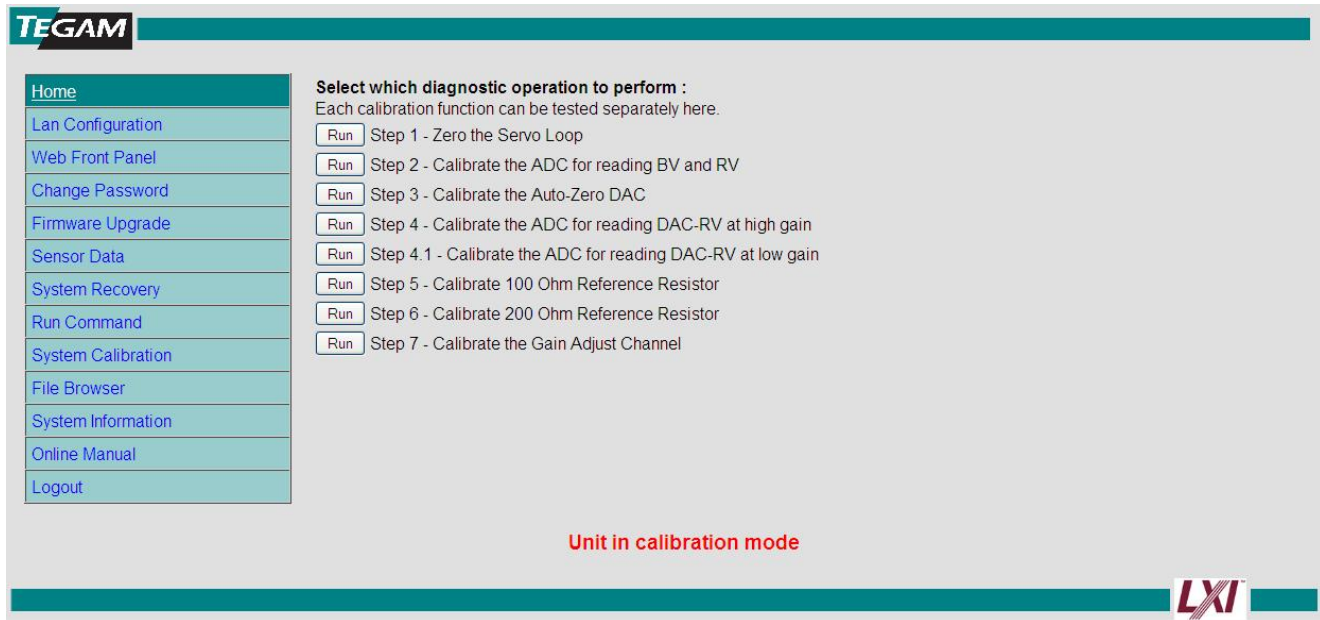 TEGAM
Home
Lan Configuration
Web Front Panel
Change Password
Firmware Upgrade
Sensor Data
System Recovery
Run Command
System Calibration
File Browser
System Information
Online Manual
Logout
Select which diagnostic operation to perform :
Each calibration function can be tested separately here.
Run Step 1 - Zero the Servo Loop
Run Step 2 - Calibrate the ADC for reading BV and RV
Run Step 3 - Calibrate the Auto-Zero DAC
Run Step 4 - Calibrate the ADC for reading DAC-RV at high gain
Run Step 4.1 - Calibrate the ADC for reading DAC-RV at low gain
Run Step 5 - Calibrate 100 Ohm Reference Resistor
Run Step 6 - Calibrate 200 Ohm Reference Resistor
Run Step 7 - Calibrate the Gain Adjust Channel
Unit in calibration mode
LXI